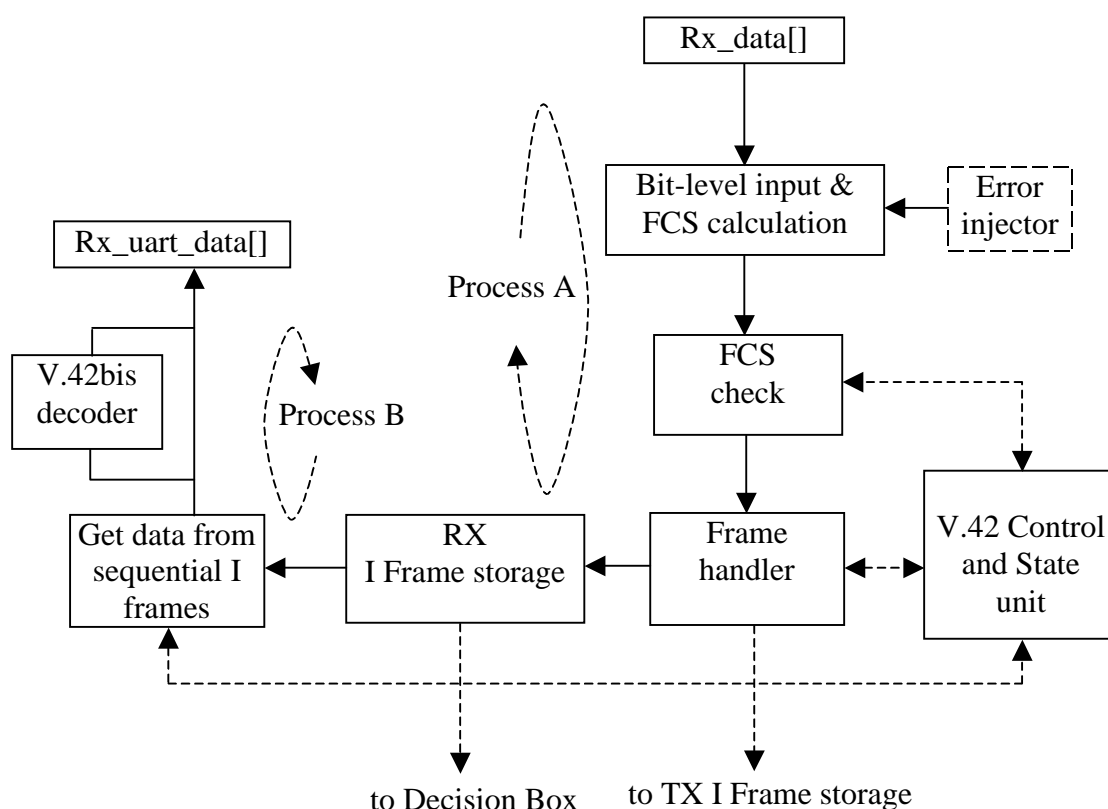 Rx_data[]
Bit-level input &
FCS calculation
Error
injector
Rx_uart_data[]
Process A
V.42bis
decoder
Process B
FCS
check
Get data from
sequential I
frames
RX
I Frame storage
Frame
handler
V.42 Control
and State
unit
to Decision Box
to TX I Frame storage